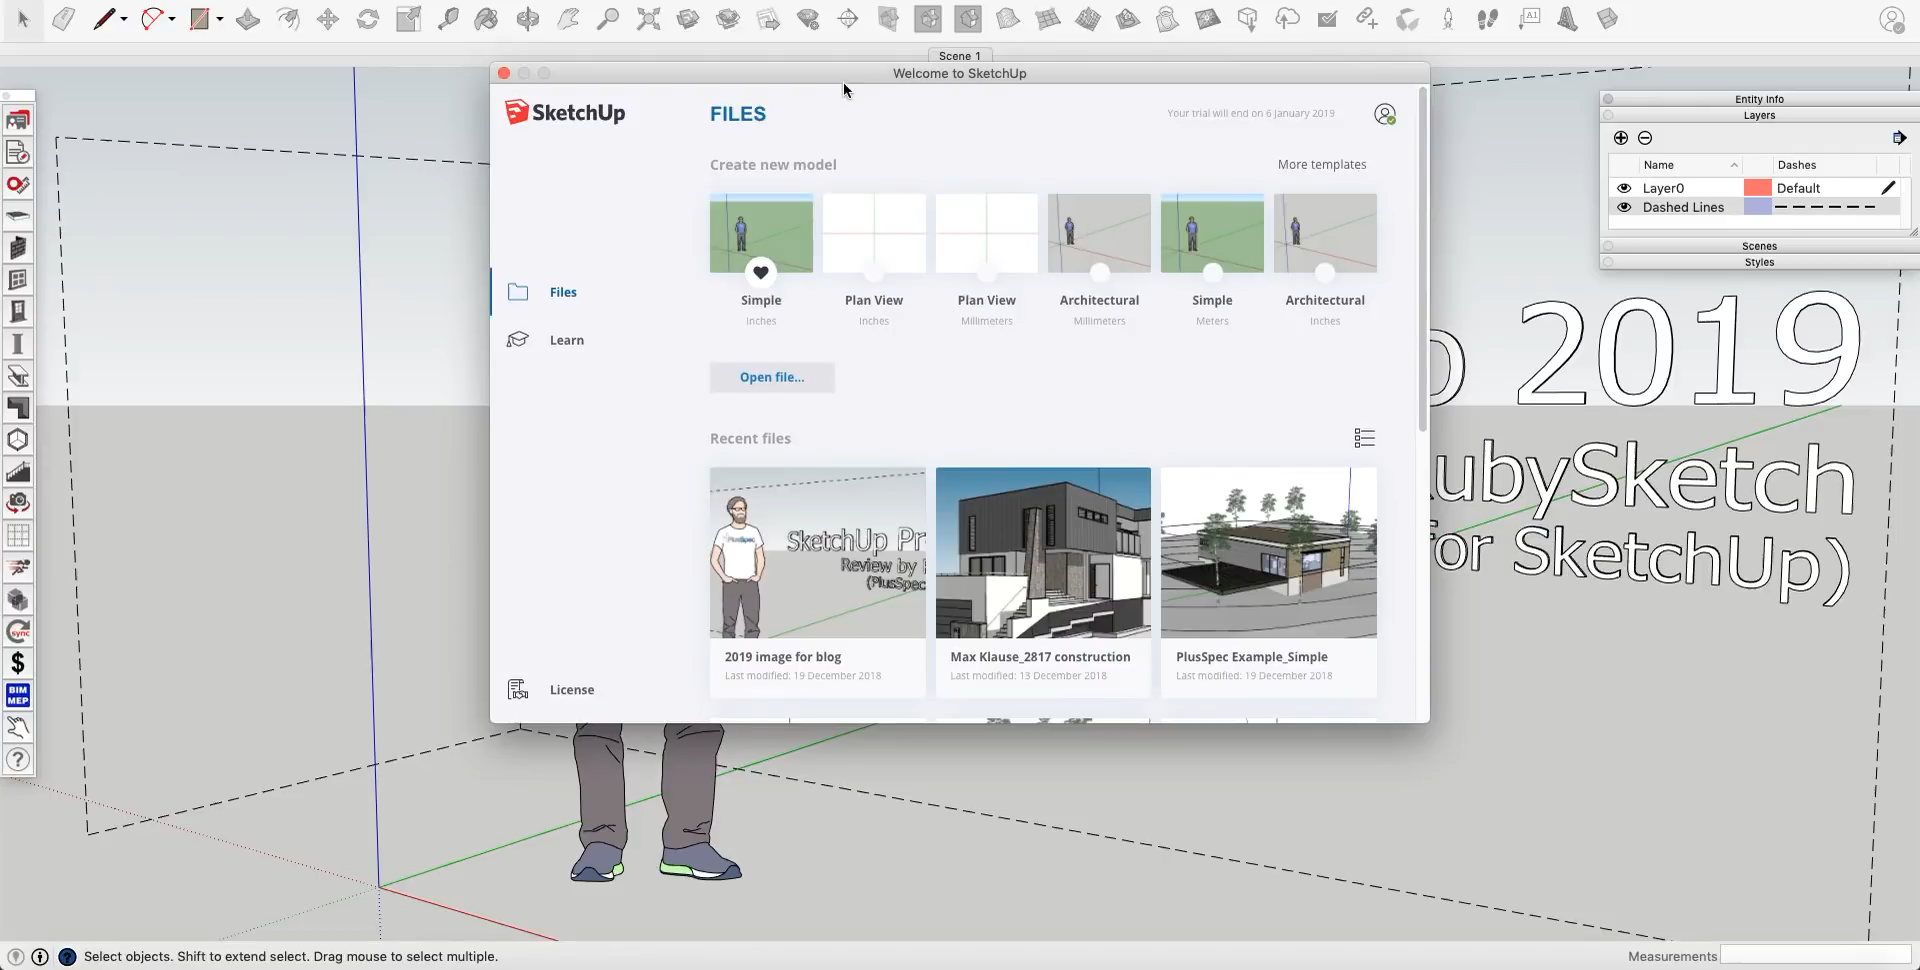 A1
Scene 1
Welcome to SketchUp
SketchUp
FILES
Your trial will end on 6 January 2019
Create new model
More templates
Simple
Inches
Plan View
Inches
Plan View
Millimeters
Architectural
Millimeters
Simple
Meters
Architectural
Inches
Files
Learn
Open file...
Recent files
SketchUp Pr
Review by
(PlusSpec
PlusSpec
2019 image for blog
Last modified: 19 December 2018
Max Klause_2817 construction
Last modified: 13 December 2018
PlusSpec Example_Simple
Last modified: 19 December 2018
License
Entity Info
Layers
Name
Dashes
Layer0
Default
Dashed Lines
Scenes
Styles
2019
ubySketch
for SketchUp)
sync
$
BIM
MEP
?
Select objects. Shift to extend select. Drag mouse to select multiple.
Measurements